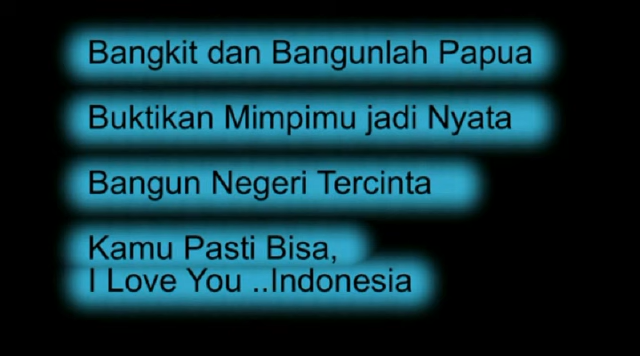 Bangkit dan Bangunlah Papua
Buktikan Mimpimu jadi Nyata
Bangun Negeri Tercinta
Kamu Pasti Bisa,
I Love You ..Indonesia